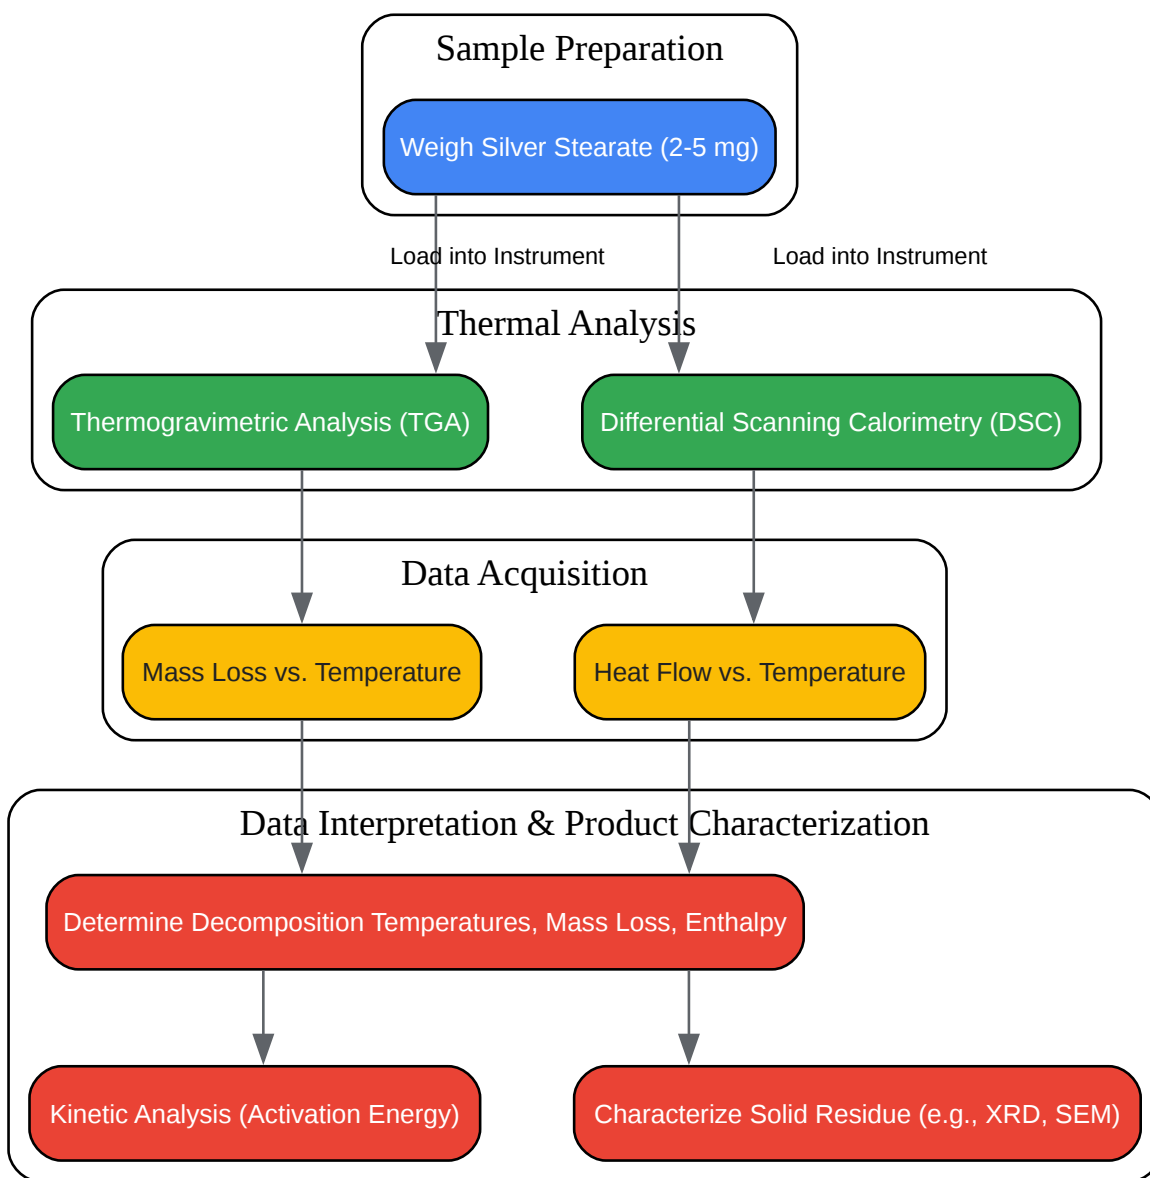 Sample Preparation
Weigh Silver Stearate (2-5 mg)
Load into Instrument
Load into Instrument
Thermal Analysis
Thermogravimetric Analysis (TGA)
Differential Scanning Calorimetry (DSC)
Data Acquisition
Mass Loss vs. Temperature
Heat Flow vs. Temperature
Data Interpretation & Product Characterization
Determine Decomposition Temperatures, Mass Loss, Enthalpy
Kinetic Analysis (Activation Energy)
Characterize Solid Residue (e.g., XRD, SEM)